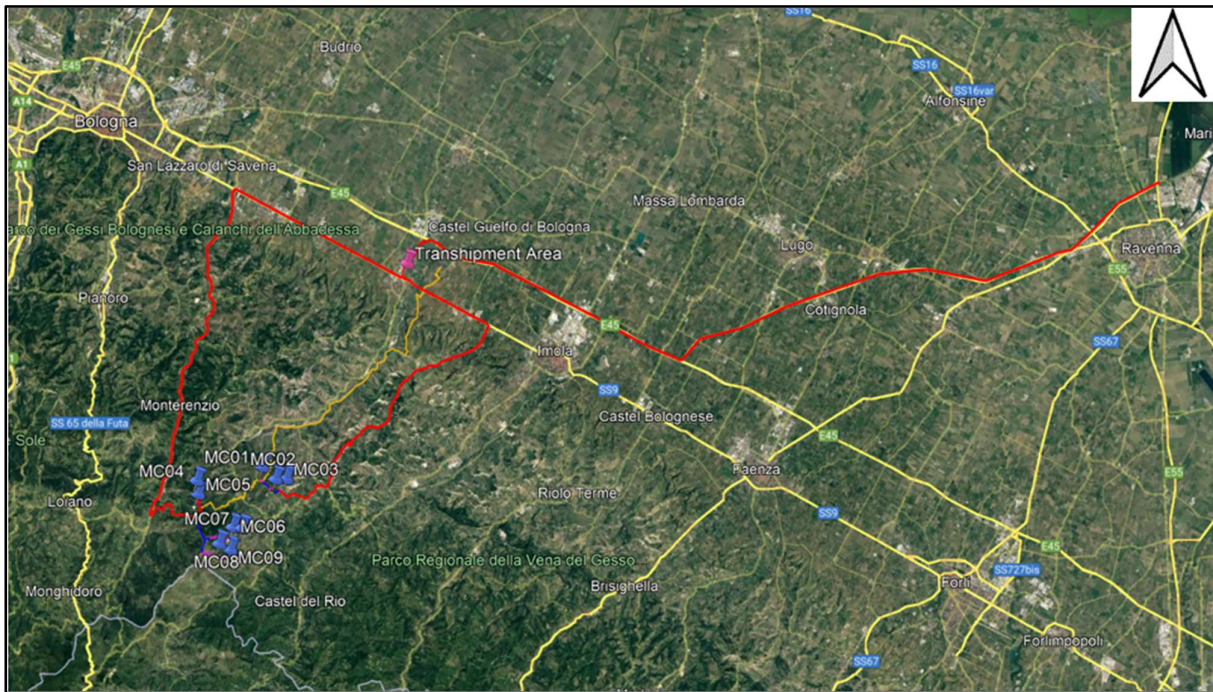 SS16
E45
Budrio
SS16
SS16var
Alfonsine
A14
Bologna
A1
San Lazzaro di Savena
E45
Massa Lombarda
Castel Guelfo di Bologna
arco dei Gessi Bolognesi e Calanchi dell'Abbadessa
Transhipment Area
Lugo
Ravenna
E55
Pianoro
Cotignola
E45
SS67
Imola
SS9
Monterenzio
Castel Bolognese
SS 65 della Futa
E45
e Sole
MC04
MC01
MC02
MC03
Faenza
E55
MC05
Loiano
Riolo Terme
MC07
MC06
SS9
E45
MC08
MC09
Parco Regionale della Vena del Gesso
SS727bis
Monghidoro
Castel del Rio
Brisighella
Forlì
Forlimpopoli
SS67